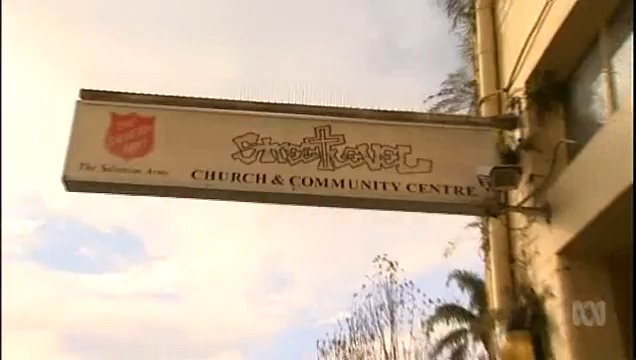 THE SALVATION ARMY
The Salvation Army
STREETLEVEL
CHURCH & COMMUNITY CENTRE